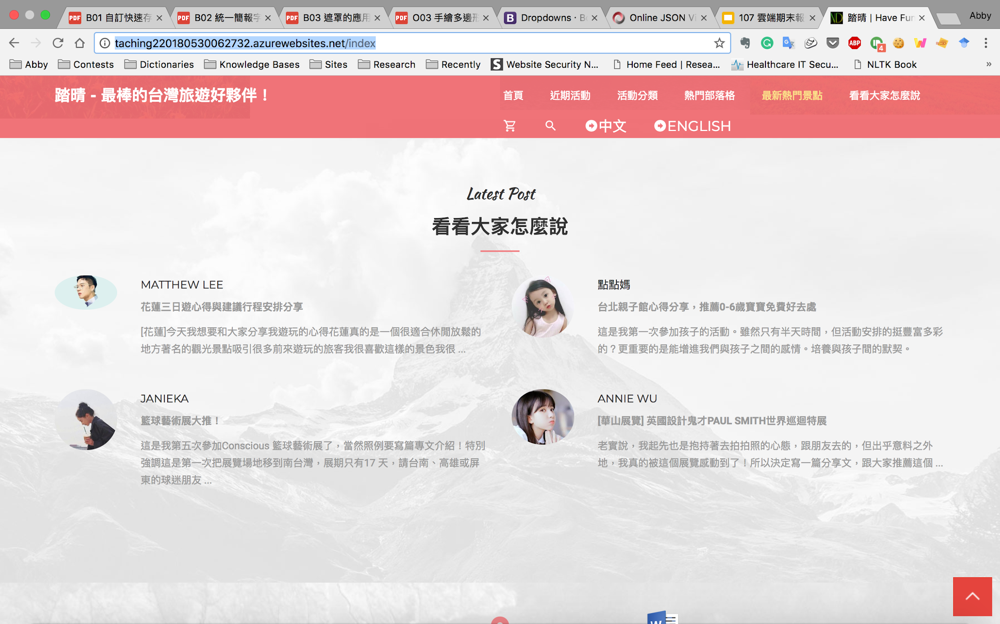 B01 自訂快速存
B02 統一簡報字
B03 遮罩的應用
O03 手繪多邊形
Dropdowns · Bo
Online JSON Vi
107 雲端期末報
踏晴 | Have Fun
Abby
taching220180530062732.azurewebsites.net/index
ABP
4
Abby
Contests
Dictionaries
Knowledge Bases
Sites
Research
Recently
Website Security N...
Home Feed | Resea...
Healthcare IT Secu...
NLTK Book
»
踏晴 - 最棒的台灣旅遊好夥伴！
首頁
近期活動
活動分類
熱門部落格
最新熱門景點
看看大家怎麼說
中文
ENGLISH
Latest Post
看看大家怎麼說
MATTHEW LEE
花蓮三日遊心得與建議行程安排分享
[花蓮]今天我想要和大家分享我遊玩的心得花蓮真的是一個很適合休閒放鬆的
地方著名的觀光景點吸引很多前來遊玩的旅客我很喜歡這樣的景色我很 ...
點點媽
台北親子館心得分享，推薦0-6歲寶寶免費好去處
這是我第一次參加孩子的活動。雖然只有半天時間，但活動安排的挺豐富多彩
的？更重要的是能增進我們與孩子之間的感情。培養與孩子間的默契。
JANIEKA
籃球藝術展大推！
這是我第五次參加Conscious 籃球藝術展了，當然照例要寫篇專文介紹！特別
強調這是第一次把展覽場地移到南台灣，展期只有17 天，請台南、高雄或屏
東的球迷朋友 ...
ANNIE WU
[華山展覽] 英國設計鬼才PAUL SMITH世界巡迴特展
老實說，我起先也是抱持著去拍拍照的心態，跟朋友去的，但出乎意料之外
地，我真的被這個展覽感動到了！所以決定寫一篇分享文，跟大家推薦這個 ...